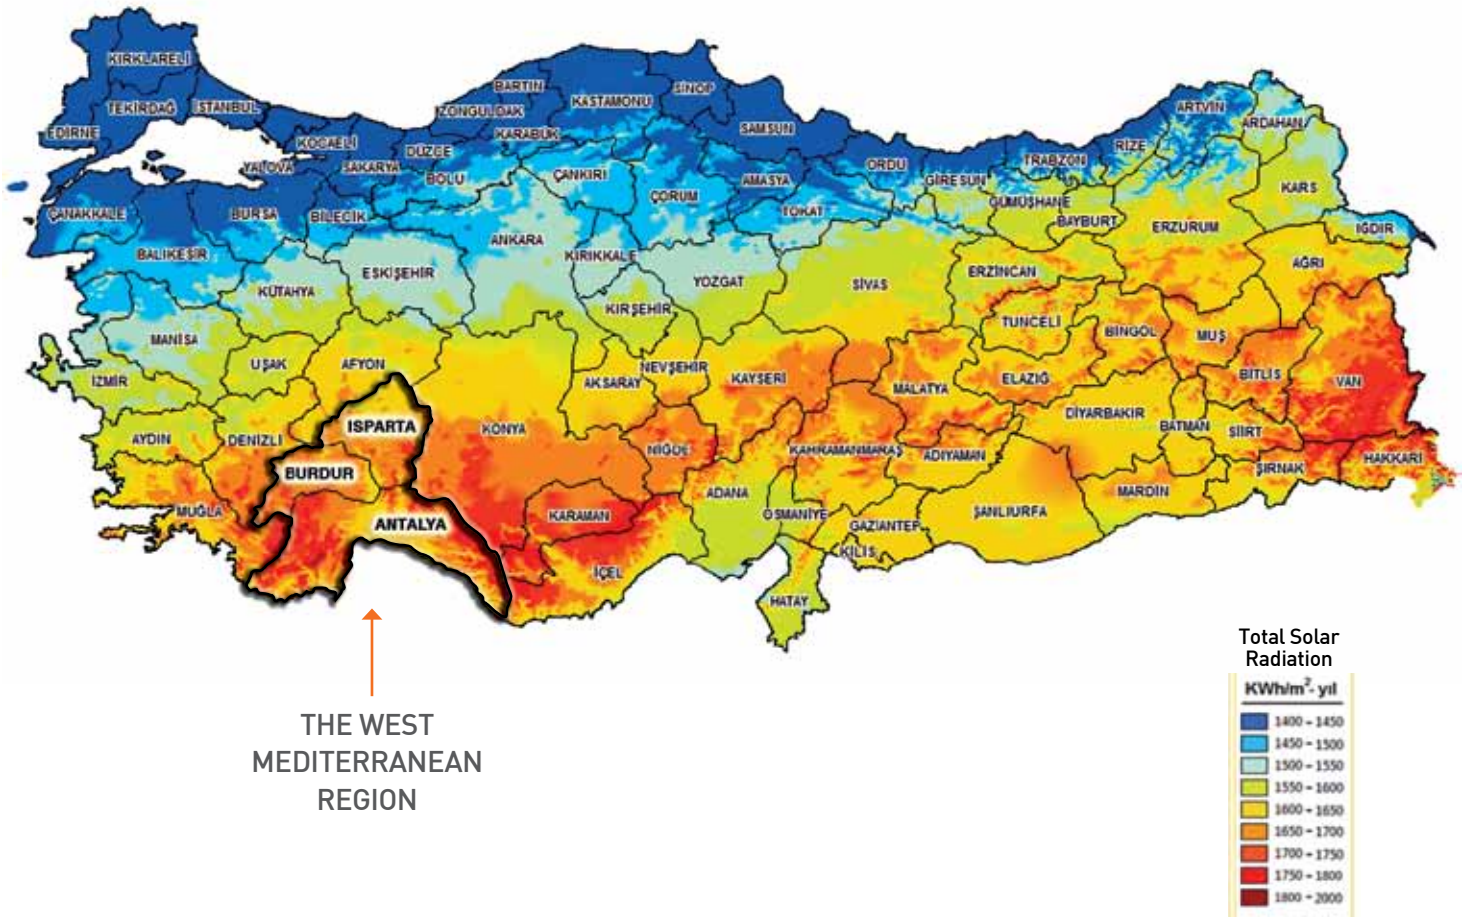 KIRKLARELİ
TEKİRDAĞ
İSTANBUL
EDİRNE
KOCAELİ
YALOVA
SAKARYA
DÜZCE
BOLU
ZONGULDAK
BARTIN
KARABÜK
KASTAMONU
SİNOP
SAMSUN
ÇANKIRI
ÇORUM
AMASYA
TOKAT
ORDU
GİRESUN
TRABZON
RİZE
ARTVİN
ARDAHAN
KARS
GÜMÜŞHANE
BAYBURT
ERZURUM
IĞDIR
AĞRI
ÇANAKKALE
BURSA
BİLECİK
BALIKESİR
ESKİŞEHİR
ANKARA
KIRIKKALE
YOZGAT
SİVAS
ERZİNCAN
KÜTAHYA
KIRŞEHİR
TUNCELİ
BİNGÖL
MUŞ
MANİSA
UŞAK
AFYON
İZMİR
AKSARAY
NEVŞEHİR
KAYSERİ
MALATYA
ELAZIĞ
BİTLİS
VAN
DİYARBAKIR
BATMAN
SİİRT
AYDIN
DENİZLİ
ISPARTA
KONYA
NİĞDE
KAHRAMANMARAŞ
ADIYAMAN
ŞIRNAK
HAKKARİ
BURDUR
MUĞLA
ANTALYA
KARAMAN
ADANA
OSMANİYE
GAZİANTEP
ŞANLIURFA
MARDİN
KİLİS
İÇEL
HATAY
THE WEST
MEDITERRANEAN
REGION
Total Solar
Radiation
KWh/m²- yıl
1400 - 1450
1450 - 1500
1500 - 1550
1550 - 1600
1600 - 1650
1650 - 1700
1700 - 1750
1750 - 1800
1800 - 2000